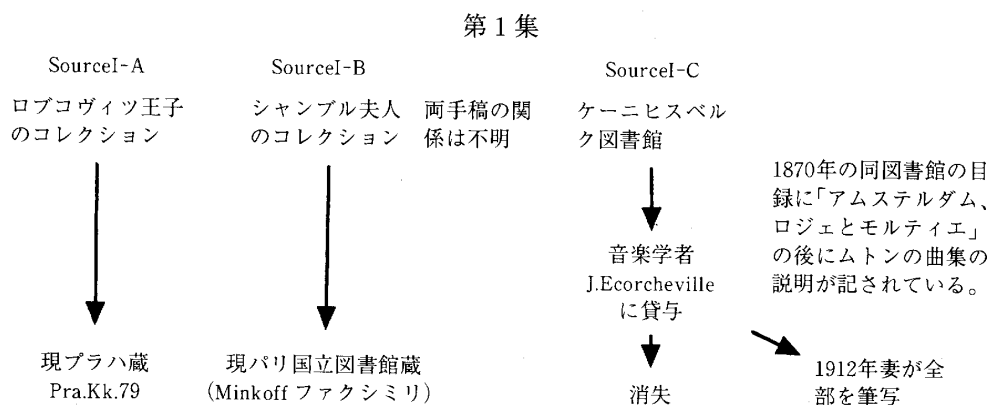 第1集
SourceI-A
ロブコヴィツ王子
のコレクション
現プラハ蔵
Pra.Kk.79
SourceI-B
シャンブル夫人
のコレクション
両手稿の関
係は不明
現パリ国立図書館蔵
(Minkoff ファクシミリ)
SourceI-C
ケーニヒスベル
ク図書館
音楽学者
J.Ecorcheville
に貸与
消失
1870年の同図書館の目
録に「アムステルダム、
ロジェとモルティエ」
の後にムトンの曲集の
説明が記されている。
1912年妻が全
部を筆写